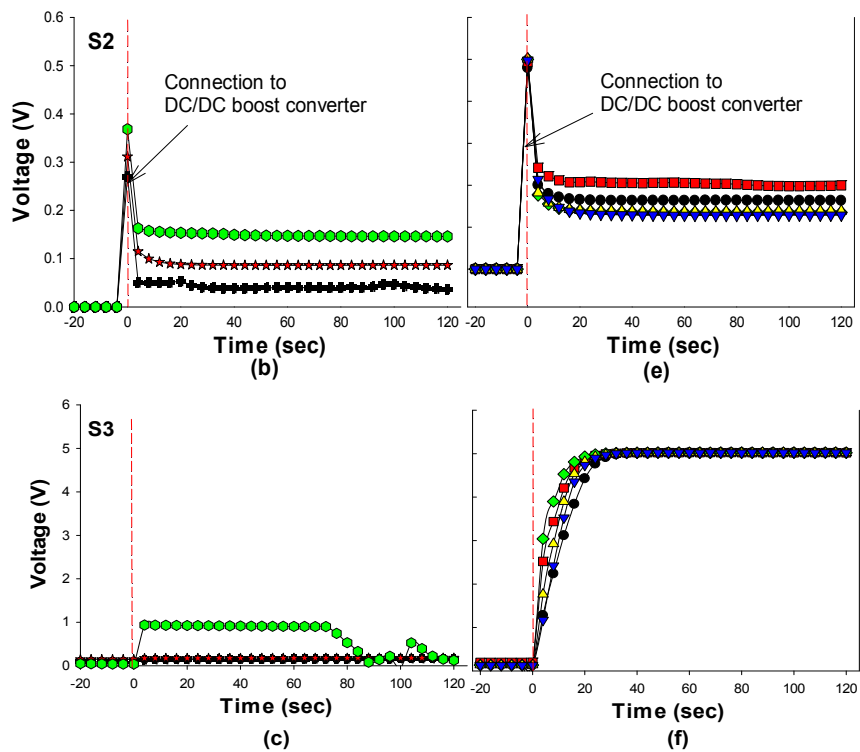 S2
Connection to
DC/DC boost converter
Voltage (V)
0.6
0.5
0.4
0.3
0.2
0.1
0.0
-20 0 20 40 60 80 100 120
Time (sec)
(b)
Connection to
DC/DC boost converter
-20 0 20 40 60 80 100 120
Time (sec)
(e)
S3
Voltage (V)
6
5
4
3
2
1
0
-20 0 20 40 60 80 100 120
Time (sec)
(c)
-20 0 20 40 60 80 100 120
Time (sec)
(f)